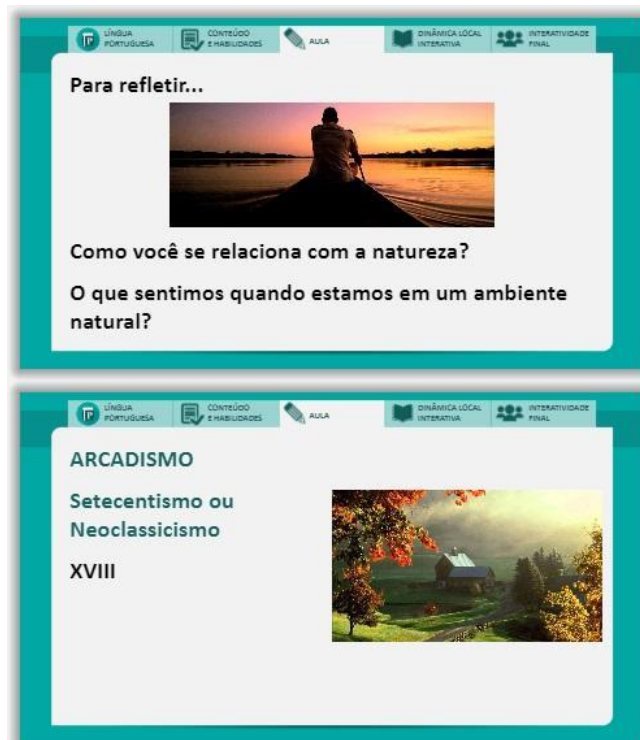 LÍNGUA
PORTUGUESA
CONTEÚDO
E HABILIDADES
AULA
DINÂMICA LOCAL
INTERATIVA
INTERATIVIDADE
FINAL
Para refletir...
Como você se relaciona com a natureza?
O que sentimos quando estamos em um ambiente
natural?
LÍNGUA
PORTUGUESA
CONTEÚDO
E HABILIDADES
AULA
DINÂMICA LOCAL
INTERATIVA
INTERATIVIDADE
FINAL
ARCADISMO
Setecentismo ou
Neoclassicismo
XVIII